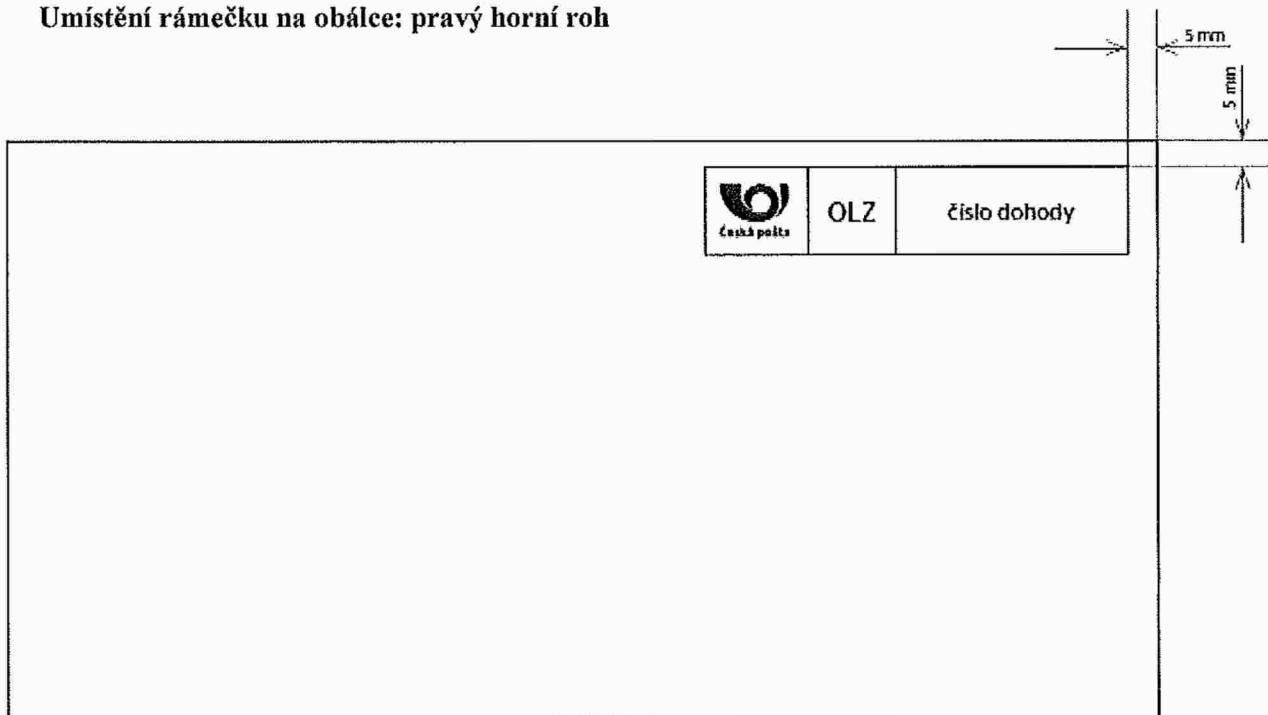 Umístění rámečku na obálce: pravý horní roh
5 mm
5 mm
Česká pošta
OLZ
číslo dohody